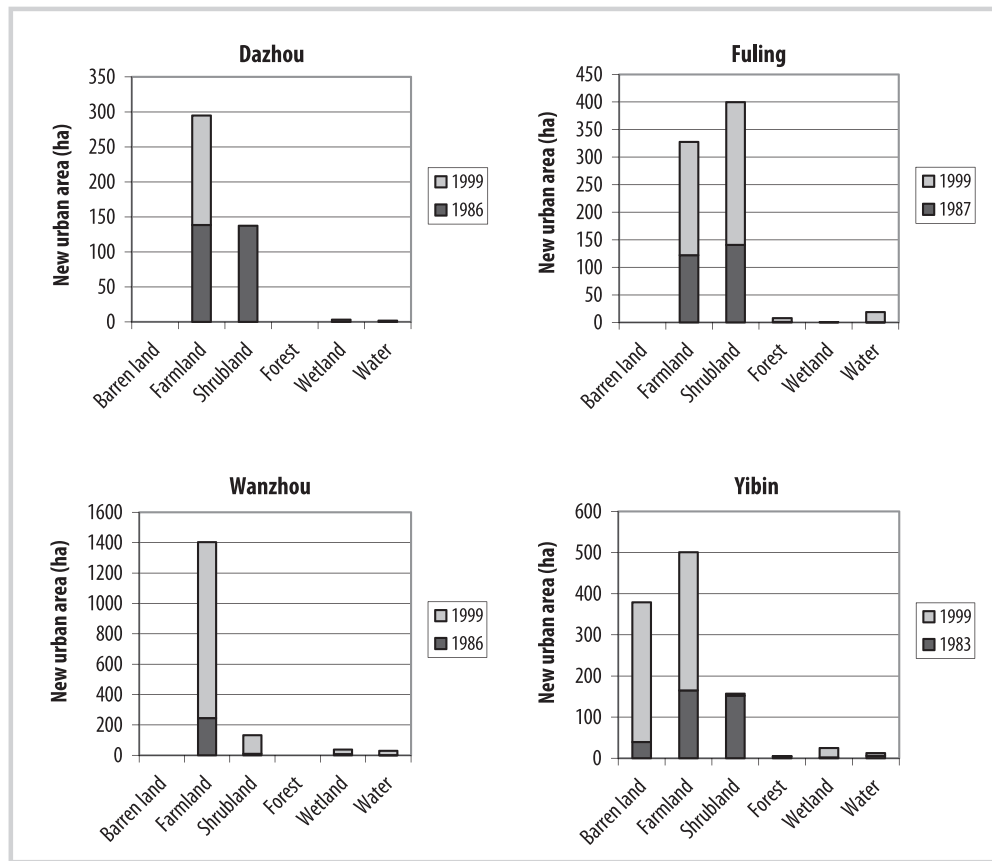 Dazhou
New urban area (ha)
350
300
250
200
150
100
50
0
Barren land
Farmland
Shrubland
Forest
Wetland
Water
1999
1986
Fuling
New urban area (ha)
450
400
350
300
250
200
150
100
50
0
Barren land
Farmland
Shrubland
Forest
Wetland
Water
1999
1987
Wanzhou
New urban area (ha)
1600
1400
1200
1000
800
600
400
200
0
Barren land
Farmland
Shrubland
Forest
Wetland
Water
1999
1986
Yibin
New urban area (ha)
600
500
400
300
200
100
0
Barren land
Farmland
Shrubland
Forest
Wetland
Water
1999
1983